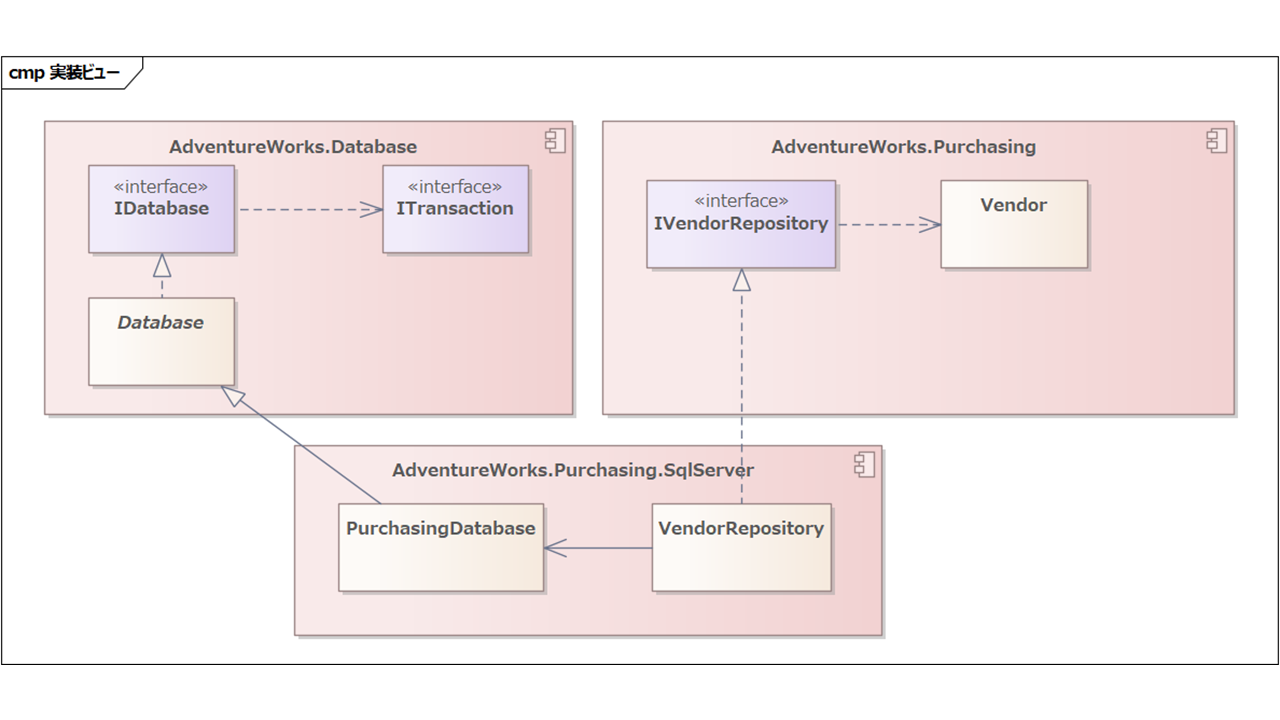 cmp 実装ビュー
AdventureWorks.Database
«interface»
IDatabase
«interface»
ITransaction
Database
AdventureWorks.Purchasing
«interface»
IVendorRepository
Vendor
AdventureWorks.Purchasing.SqlServer
PurchasingDatabase
VendorRepository